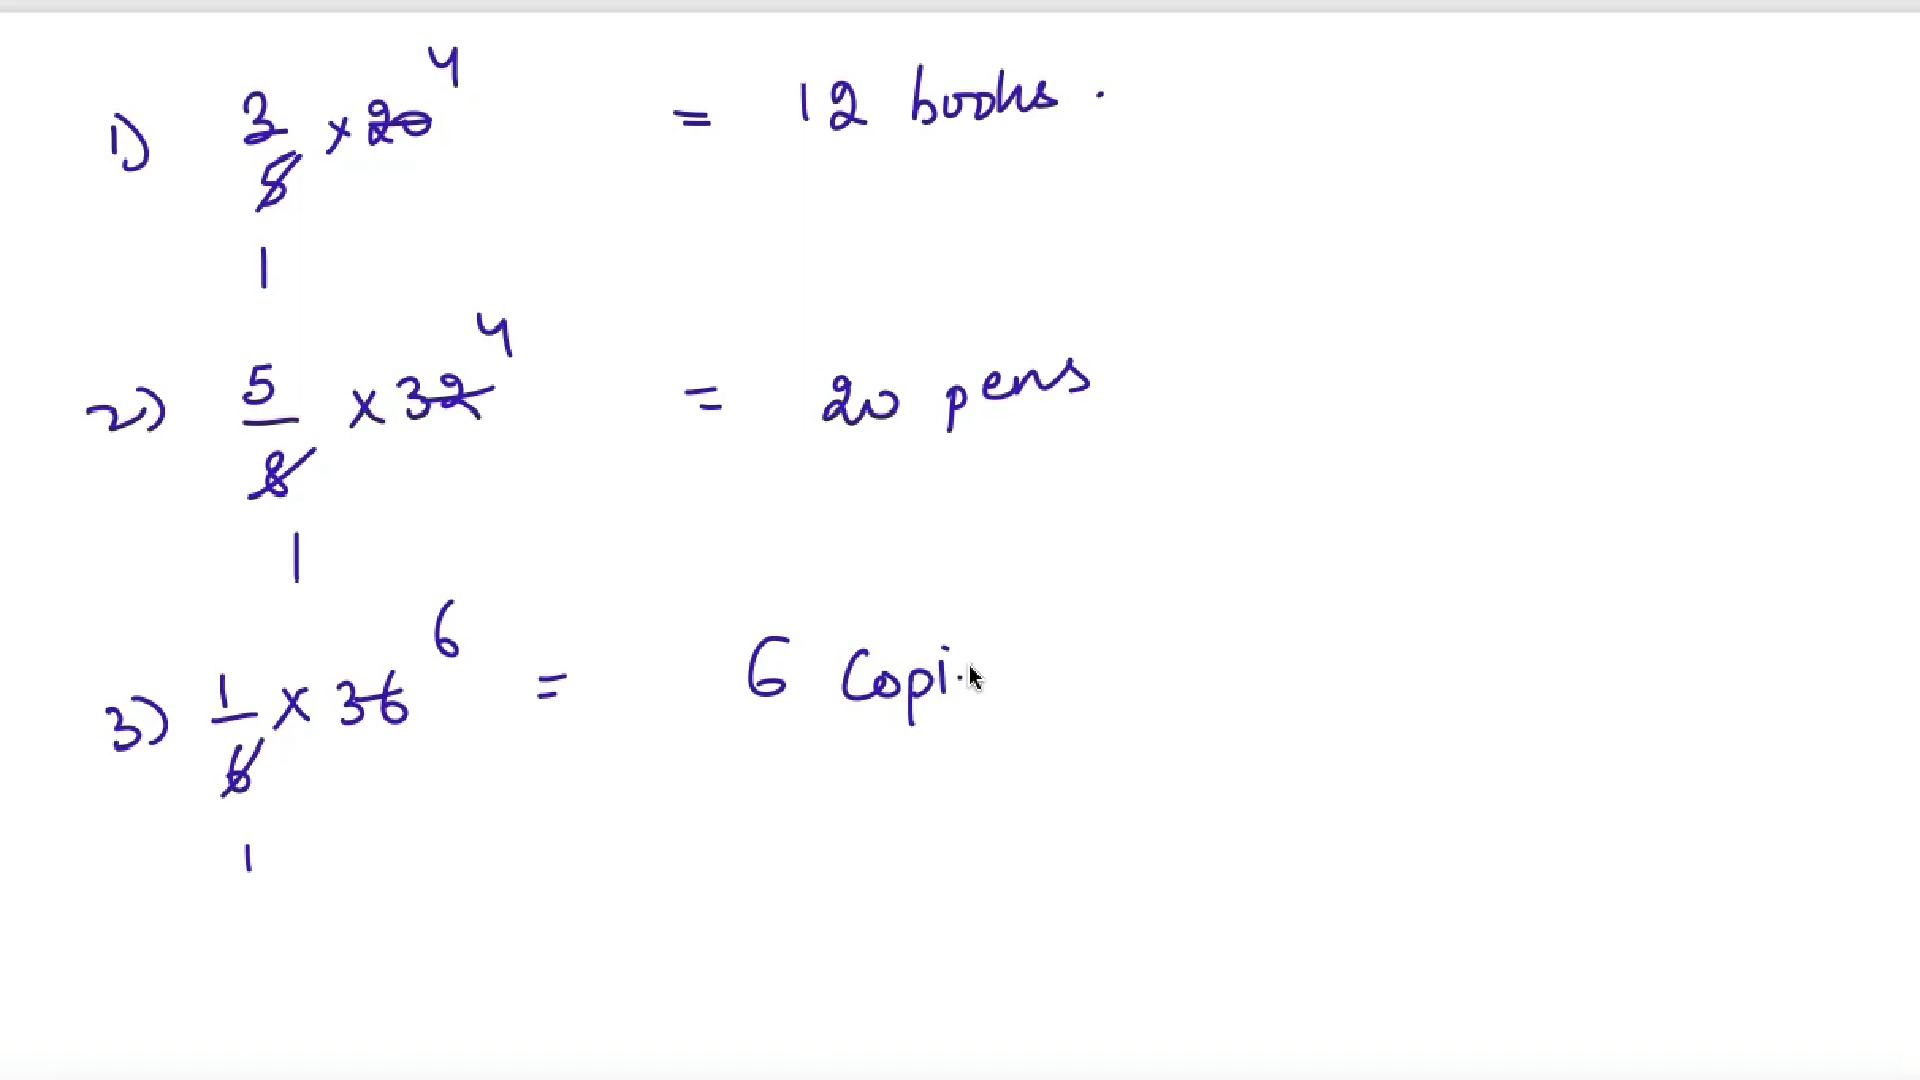 1) 3/5 × 20 4 = 12 books.
1
2) 5/8 × 32 4 = 20 pens
1
3) 1/6 × 36 6 = 6 Copi
1